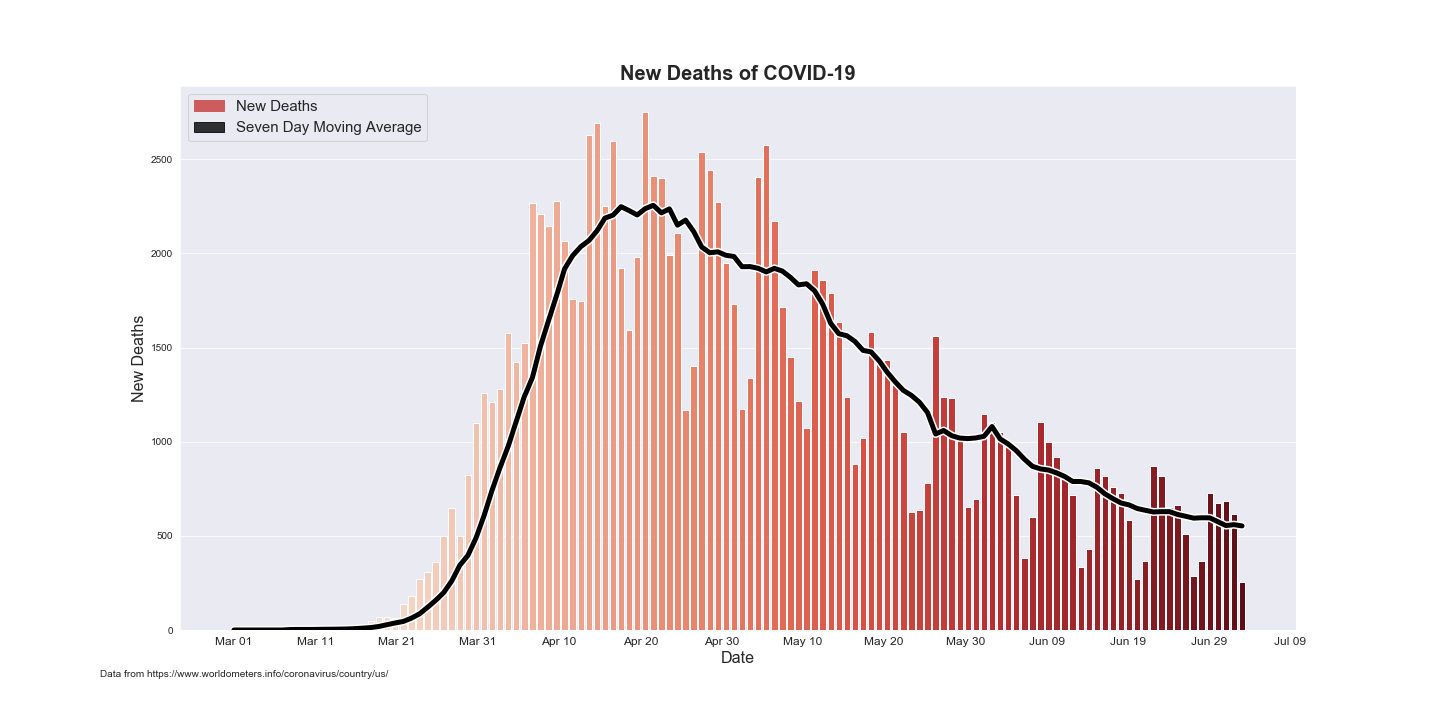 New Deaths of COVID-19
New Deaths
Seven Day Moving Average
2500
2000
1500
1000
500
0
New Deaths
Mar 01 Mar 11 Mar 21 Mar 31 Apr 10 Apr 20 Apr 30 May 10 May 20 May 30 Jun 09 Jun 19 Jun 29 Jul 09
Date
Data from https://www.worldometers.info/coronavirus/country/us/